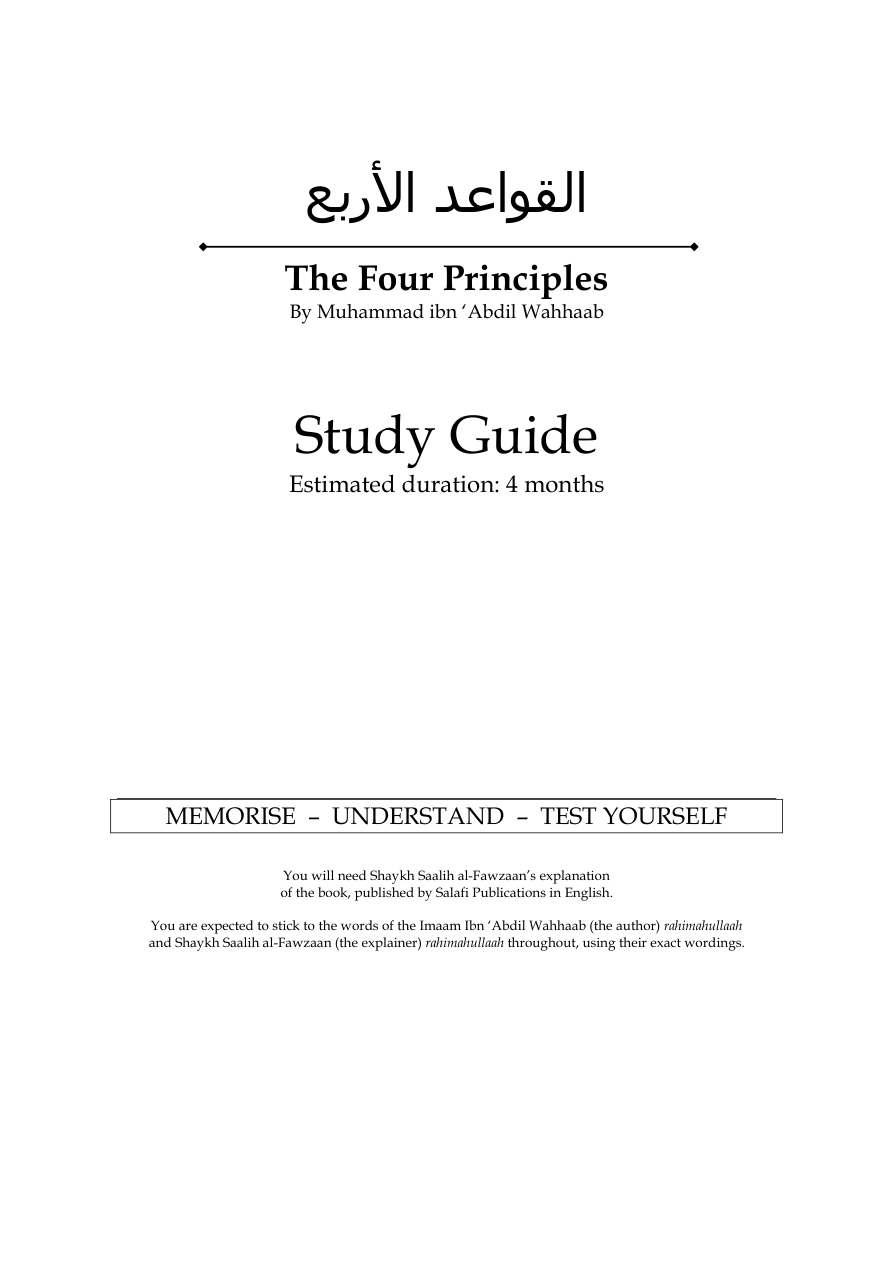 القواعد الأربع
The Four Principles
By Muhammad ibn ‘Abdil Wahhaab
Study Guide
Estimated duration: 4 months
MEMORISE – UNDERSTAND – TEST YOURSELF
You will need Shaykh Saalih al-Fawzaan’s explanation
of the book, published by Salafi Publications in English.
You are expected to stick to the words of the Imaam Ibn ‘Abdil Wahhaab (the author) rahimahullaah
and Shaykh Saalih al-Fawzaan (the explainer) rahimahullaah throughout, using their exact wordings.